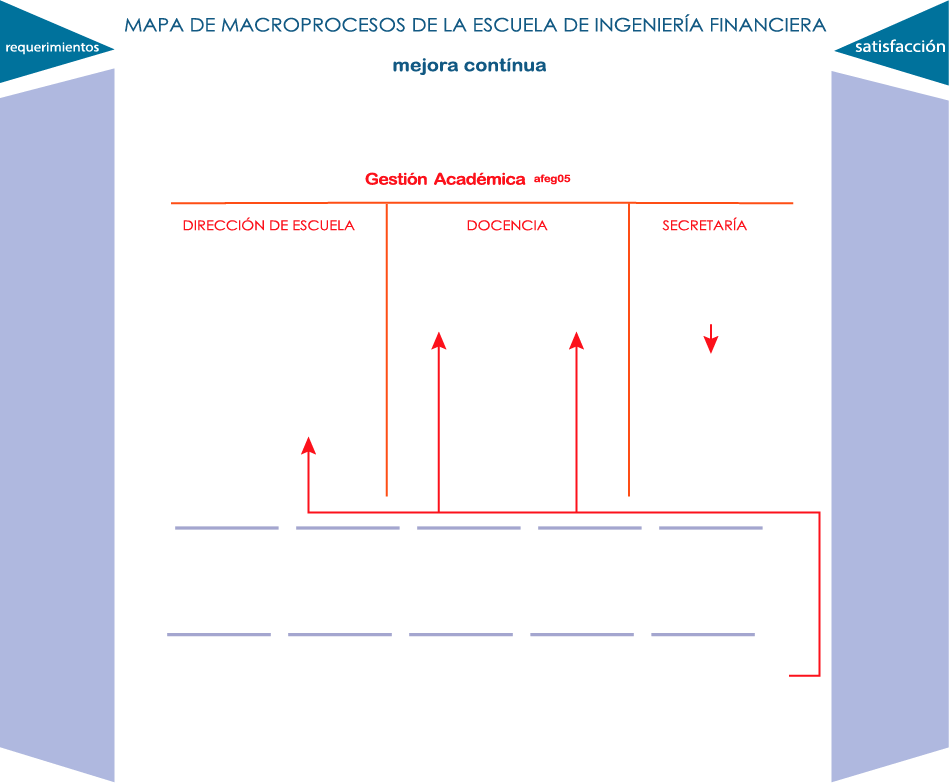 MAPA DE MACROPROCESOS DE LA ESCUELA DE INGENIERÍA FINANCIERA
requerimientos
satisfacción
mejora contínua
Gestión Académica afeg05
DIRECCIÓN DE ESCUELA
DOCENCIA
SECRETARÍA